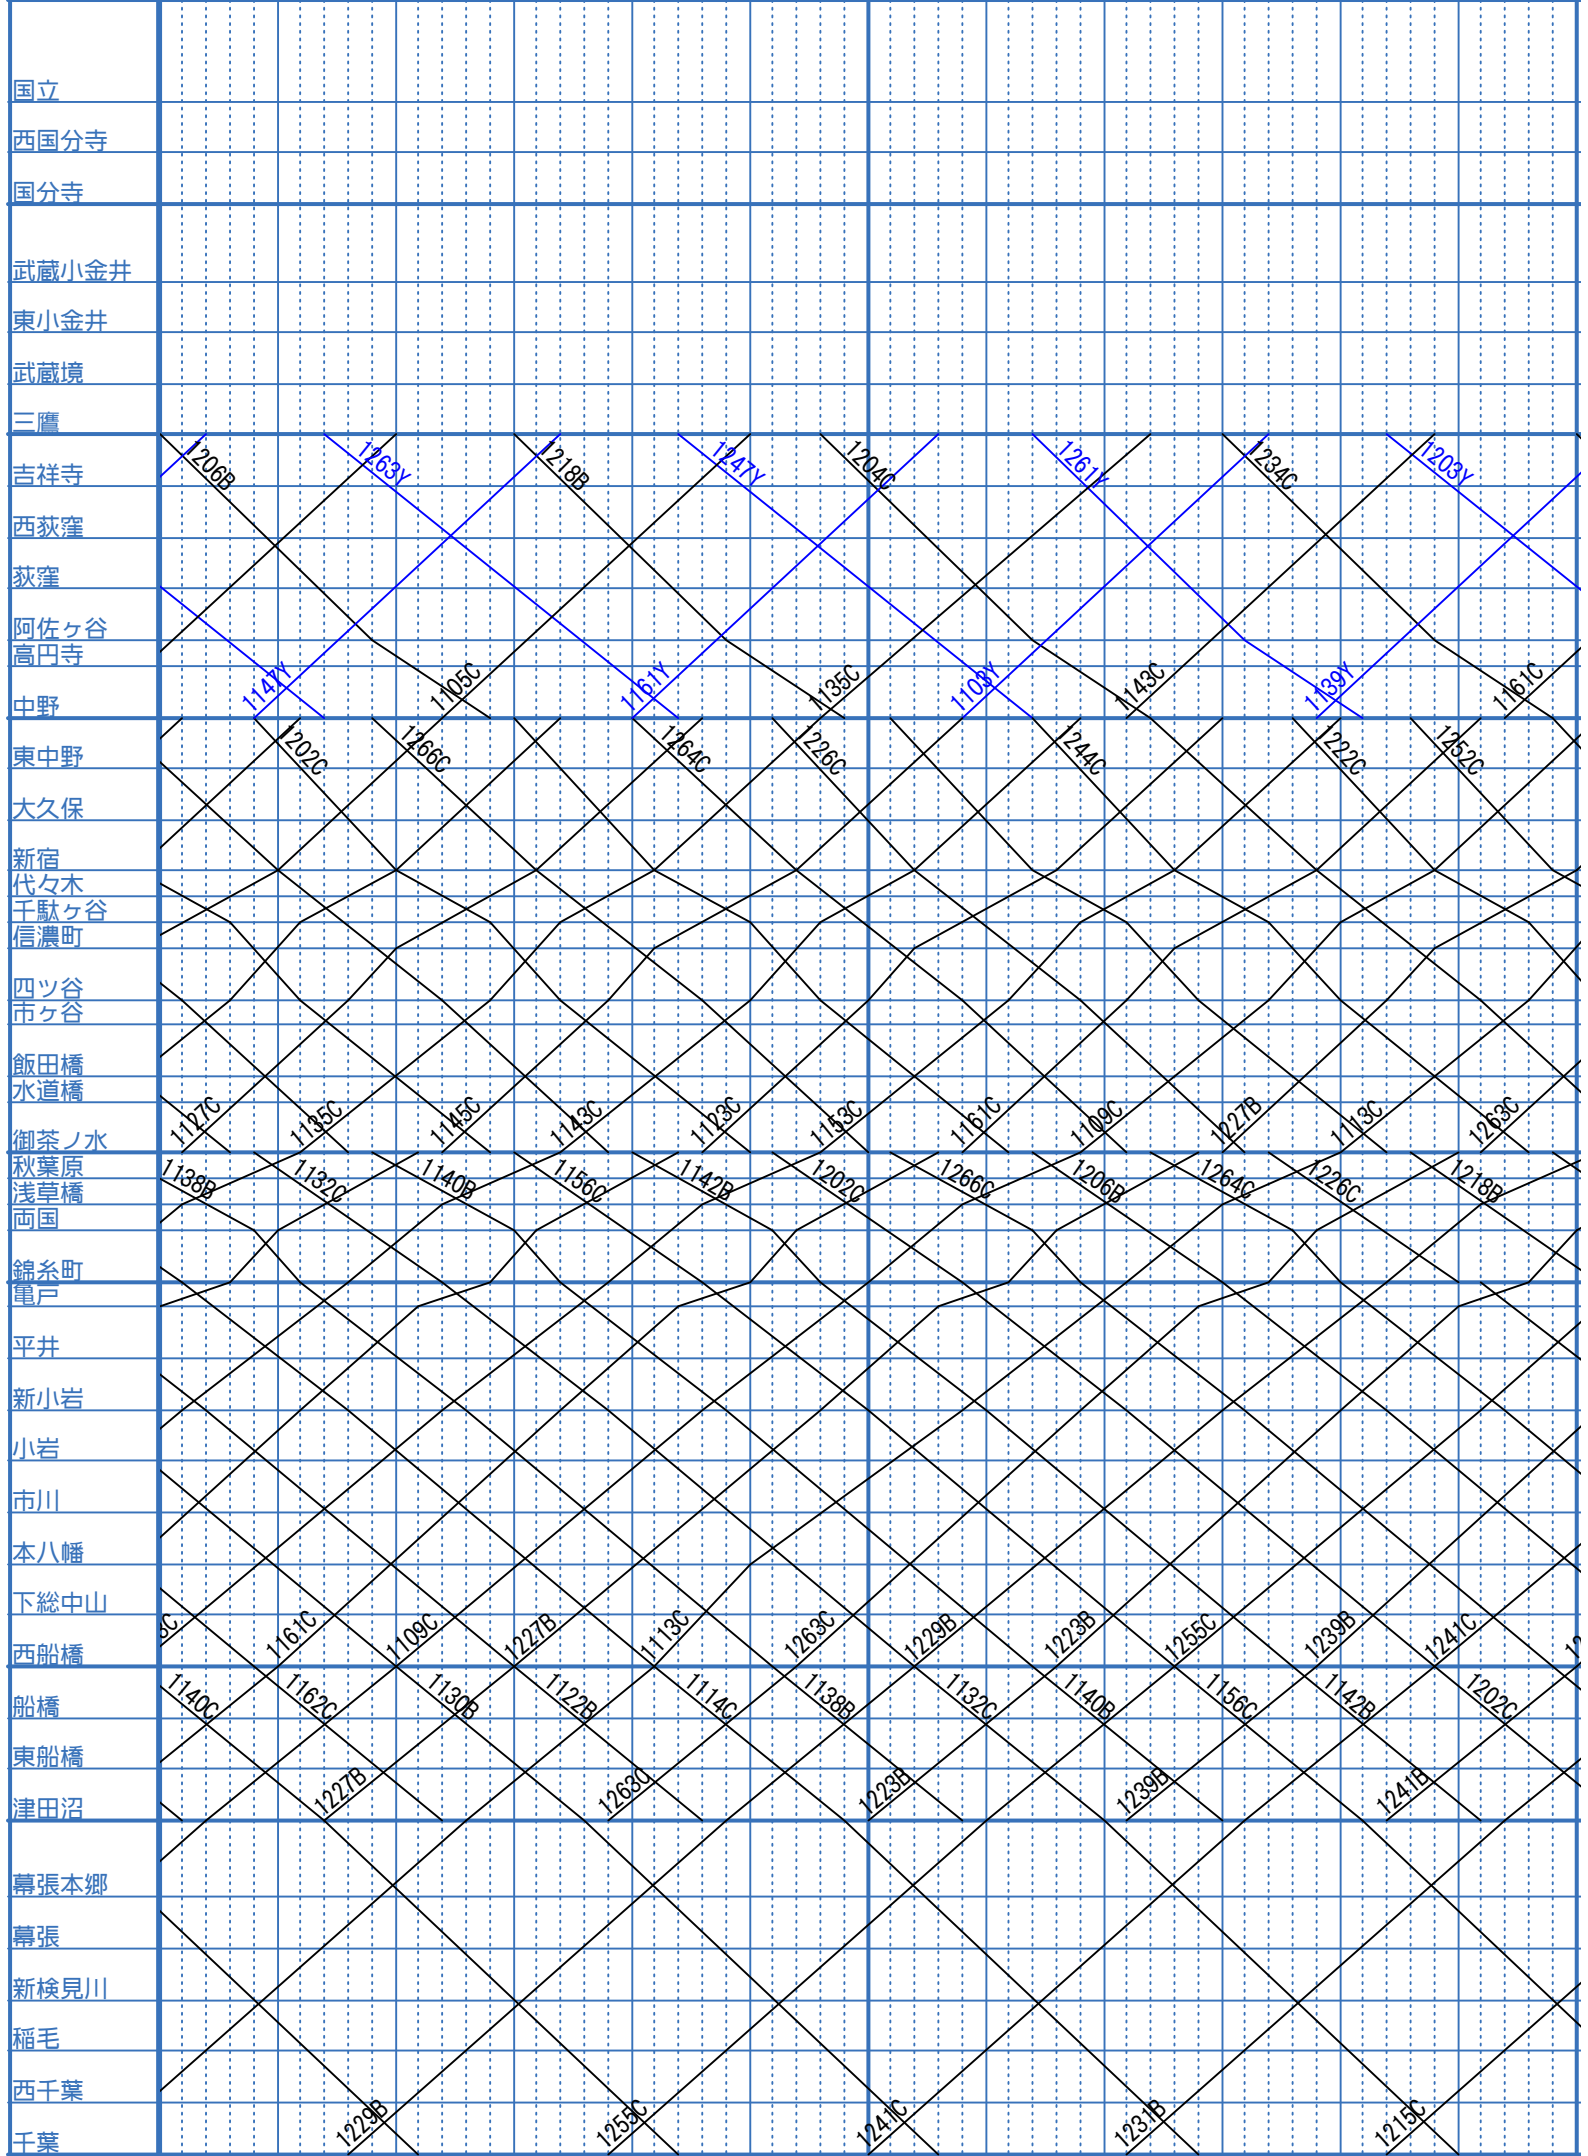 国立
西国分寺
国分寺
武蔵小金井
東小金井
武蔵境
三鷹
1206B 1263Y 1218B 1247Y 1204C 1261Y 1234C 1203Y
吉祥寺
西荻窪
荻窪
阿佐ヶ谷
高円寺
1147Y 1105C 1161Y 1135C 1103Y 1143C 1139Y 1161C
中野
1202C 1266C 1264C 1226C 1244C 1222C 1252C
東中野
大久保
新宿
代々木
千駄ヶ谷
信濃町
四ツ谷
市ヶ谷
飯田橋
水道橋
1127C 1135C 1145C 1143C 1123C 1153C 1161C 1109C 1227B 1113C 1263C
御茶ノ水
秋葉原
1138B 1132C 1140B 1156C 1142B 1202C 1266C 1206B 1264C 1226C 1218B
浅草橋
両国
錦糸町
亀戸
平井
新小岩
小岩
市川
本八幡
下総中山
1161C 1109C 1227B 1113C 1263C 1229B 1223B 1255C 1239B 1241C
西船橋
1140C 1162C 1130B 1122B 1114C 1138B 1132C 1140B 1156C 1142B 1202C
船橋
東船橋
1227B 1263C 1223B 1239B 1241B
津田沼
幕張本郷
幕張
新検見川
稲毛
西千葉
1229B 1255C 1241C 1231B 1215C
千葉